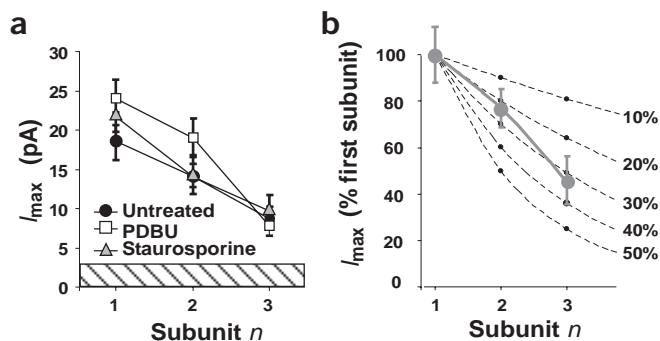 a
30
25
20
15
10
5
0
Imax (pA)
Untreated
PDBU
Staurosporine
1 2 3
Subunit n
b
100
80
60
40
20
0
Imax (% first subunit)
10%
20%
30%
40%
50%
1 2 3
Subunit n